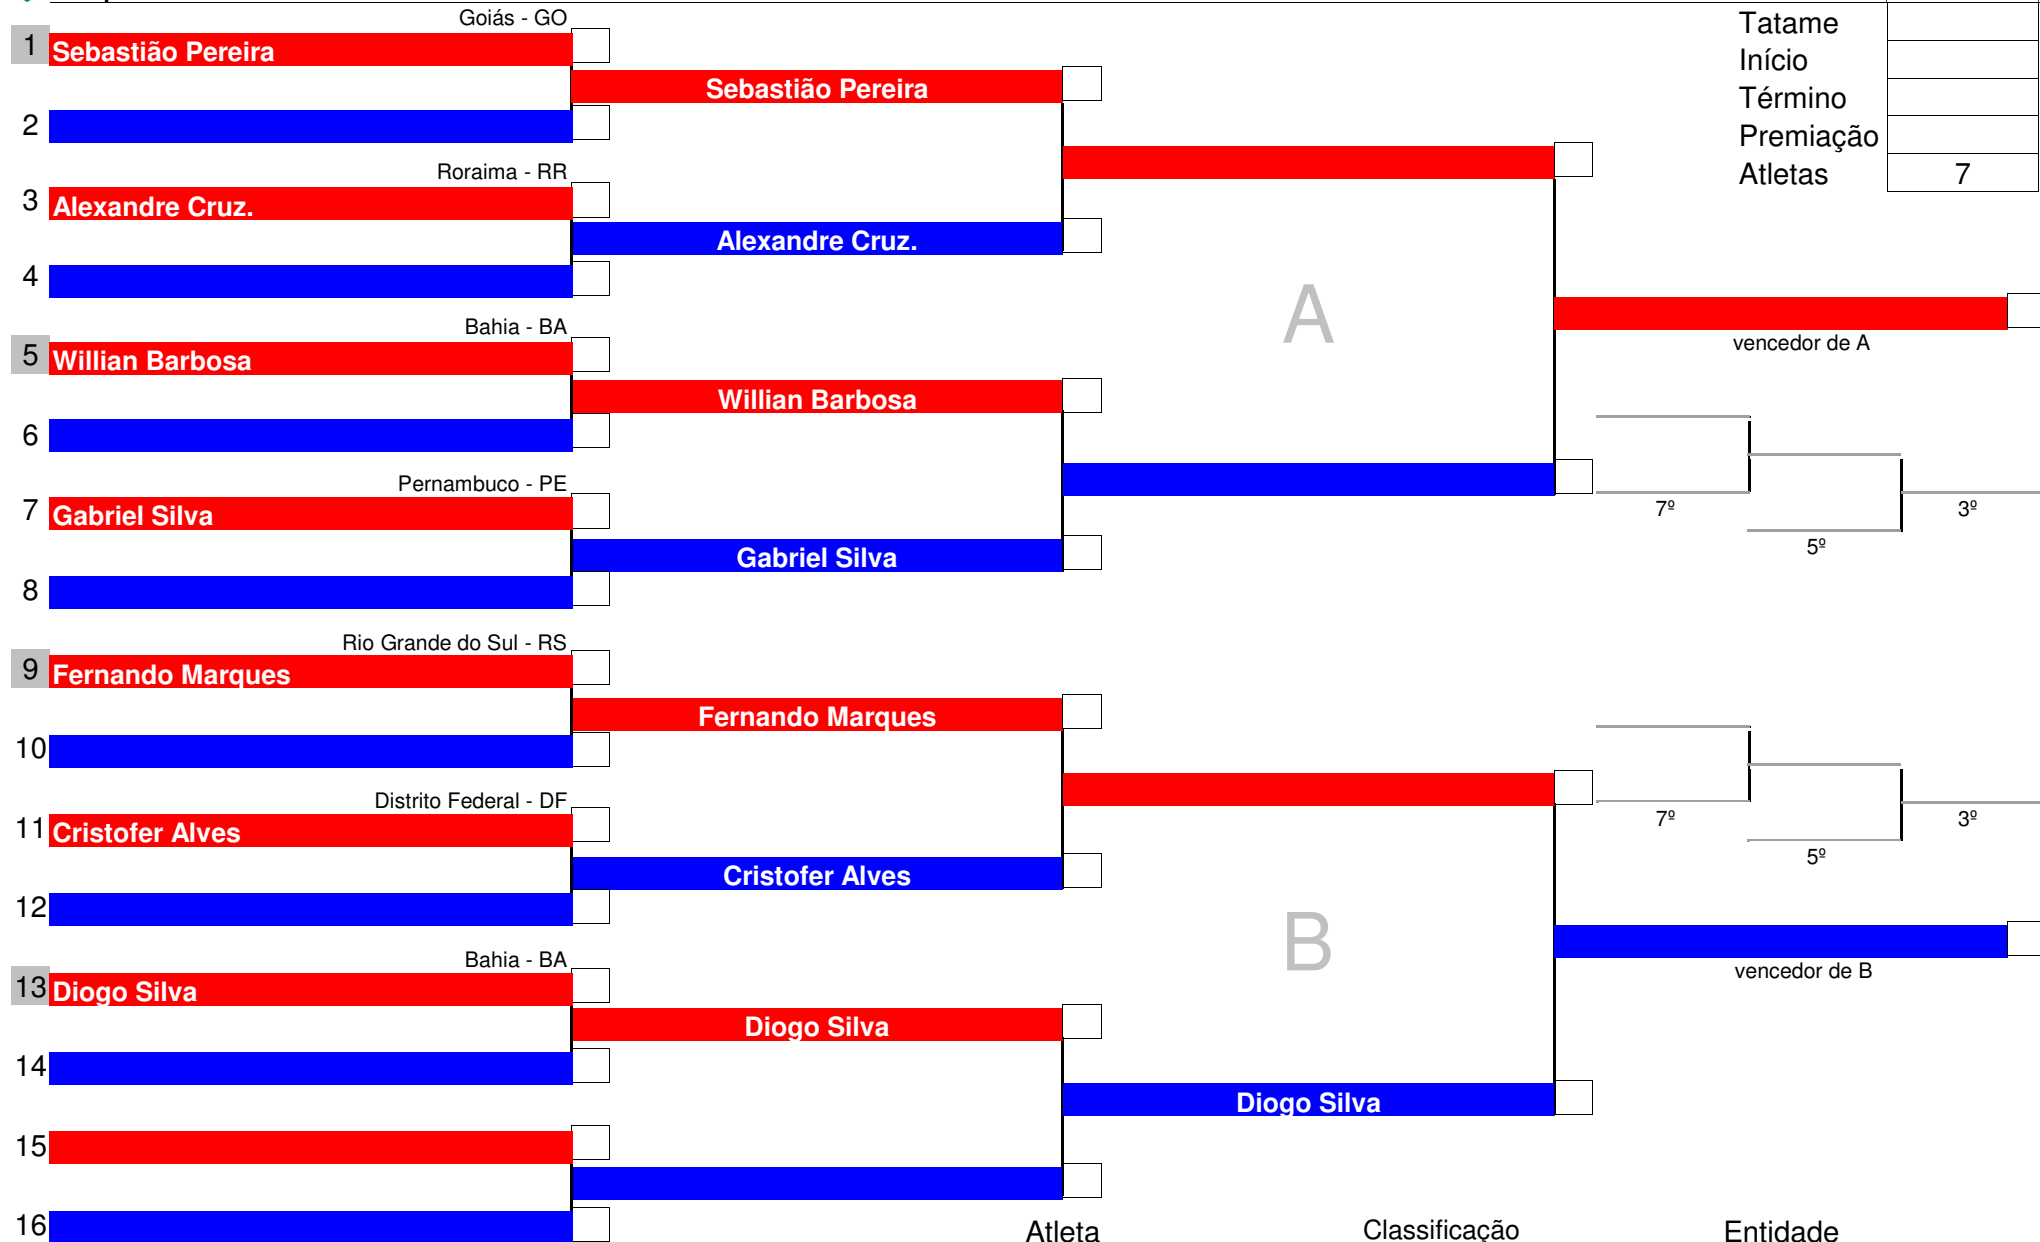 Goiás - GO
Tatame
1 Sebastião Pereira
Início
Sebastião Pereira
Término
2
Premiação
Roraima - RR
Atletas 7
3 Alexandre Cruz.
Alexandre Cruz.
4
A
Bahia - BA
vencedor de A
5 Willian Barbosa
Willian Barbosa
6
Pernambuco - PE
7 Gabriel Silva
7º 3º
5º
Gabriel Silva
8
Rio Grande do Sul - RS
9 Fernando Marques
Fernando Marques
10
Distrito Federal - DF
11 Cristofer Alves
7º 3º
5º
Cristofer Alves
12
B
Bahia - BA
vencedor de B
13 Diogo Silva
Diogo Silva
14
Diogo Silva
15
16
Atleta Classificação Entidade